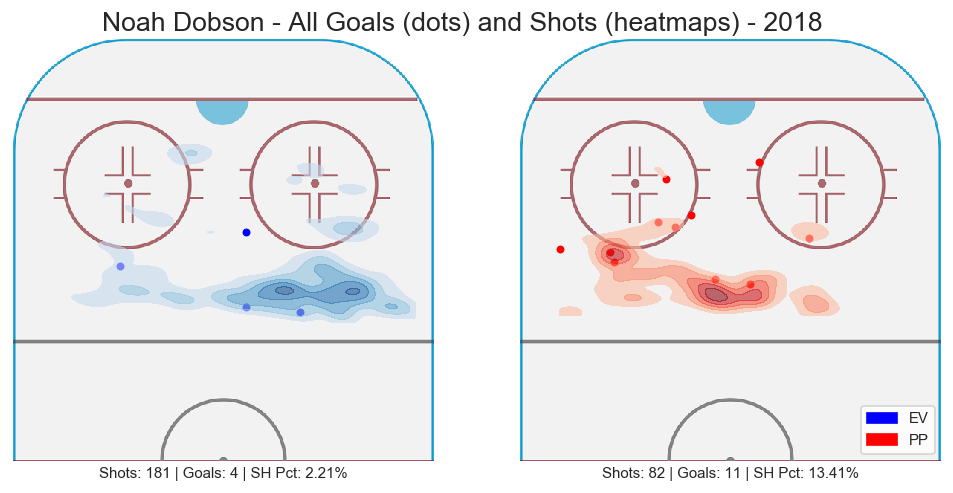 Noah Dobson - All Goals (dots) and Shots (heatmaps) - 2018
EV
PP
Shots: 181 | Goals: 4 | SH Pct: 2.21%
Shots: 82 | Goals: 11 | SH Pct: 13.41%